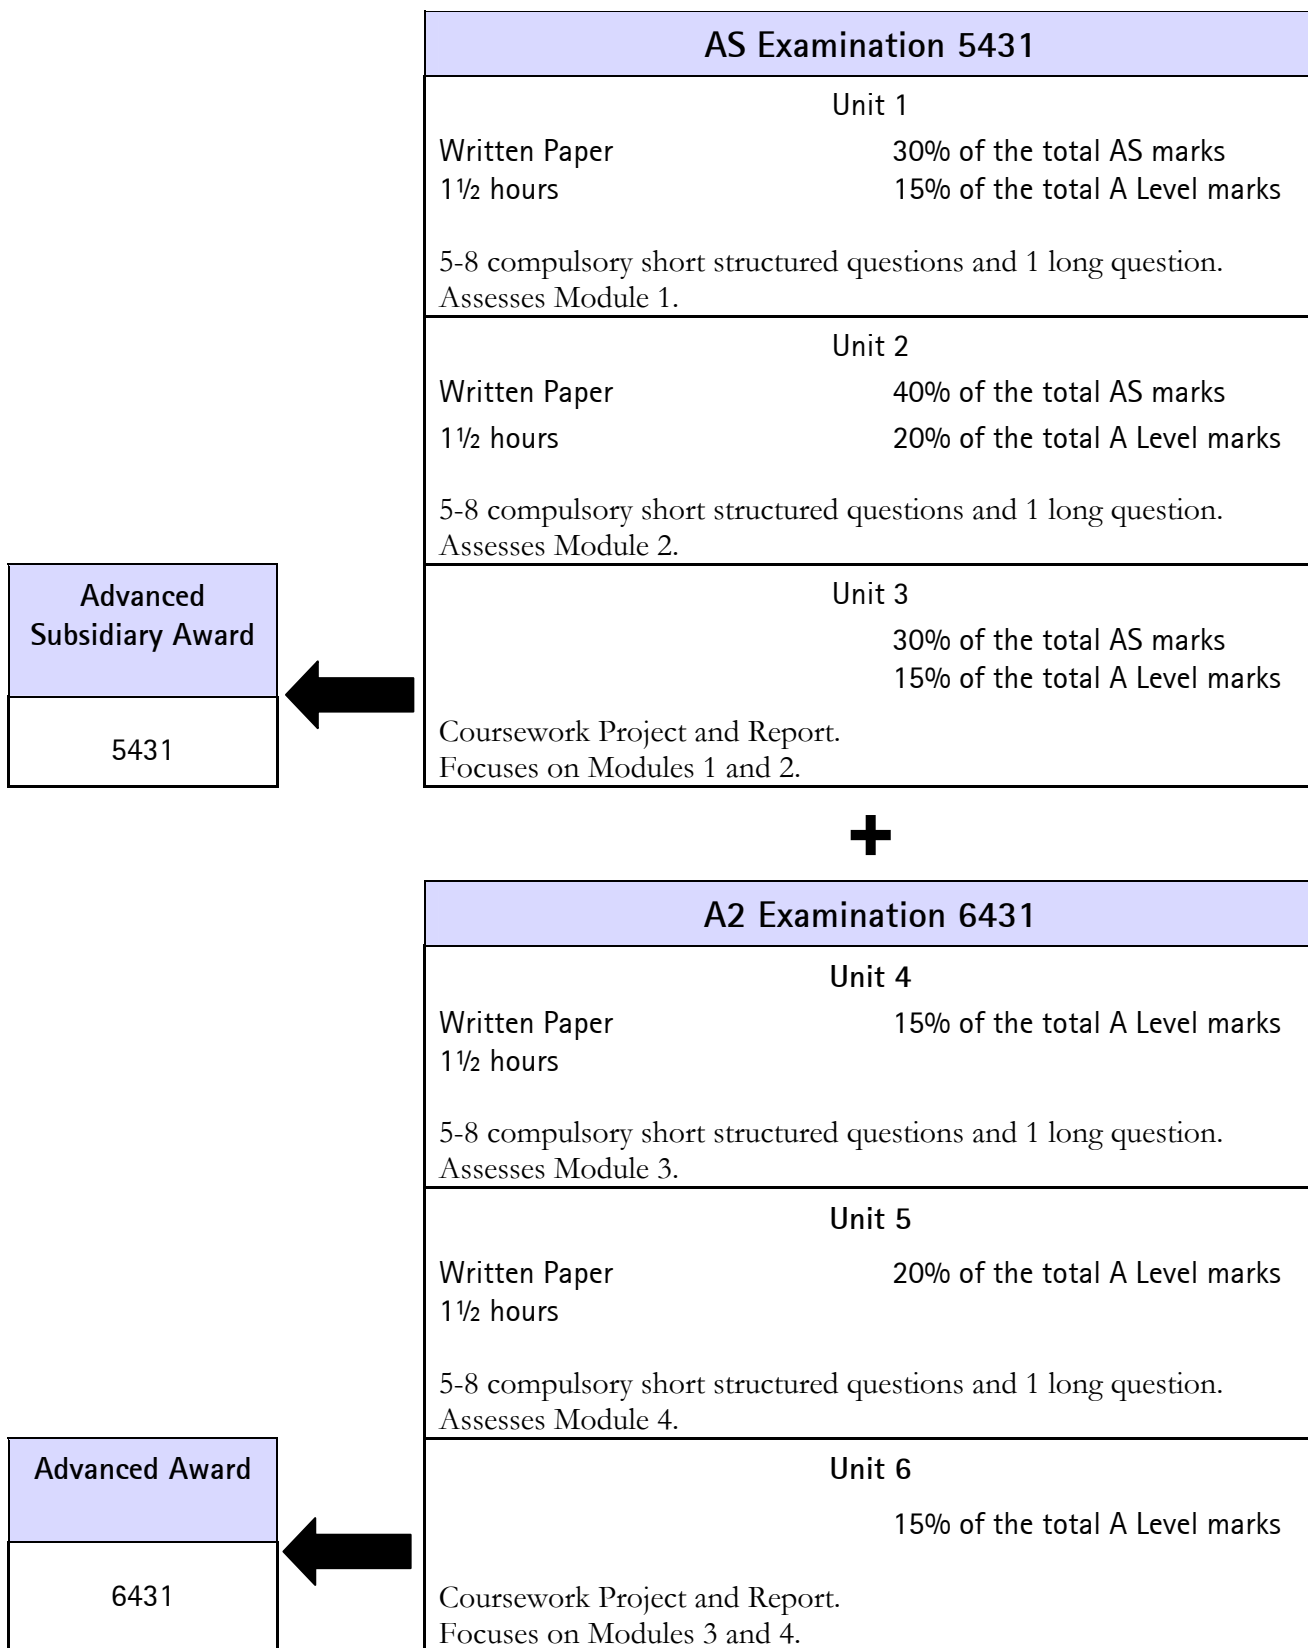 AS Examination 5431
Unit 1
Written Paper 30% of the total AS marks
1½ hours 15% of the total A Level marks
5-8 compulsory short structured questions and 1 long question.
Assesses Module 1.
Unit 2
Written Paper 40% of the total AS marks
1½ hours 20% of the total A Level marks
5-8 compulsory short structured questions and 1 long question.
Assesses Module 2.
Advanced
Subsidiary Award
5431
Unit 3
30% of the total AS marks
15% of the total A Level marks
Coursework Project and Report.
Focuses on Modules 1 and 2.
+
A2 Examination 6431
Unit 4
Written Paper 15% of the total A Level marks
1½ hours
5-8 compulsory short structured questions and 1 long question.
Assesses Module 3.
Unit 5
Written Paper 20% of the total A Level marks
1½ hours
5-8 compulsory short structured questions and 1 long question.
Assesses Module 4.
Advanced Award
6431
Unit 6
15% of the total A Level marks
Coursework Project and Report.
Focuses on Modules 3 and 4.